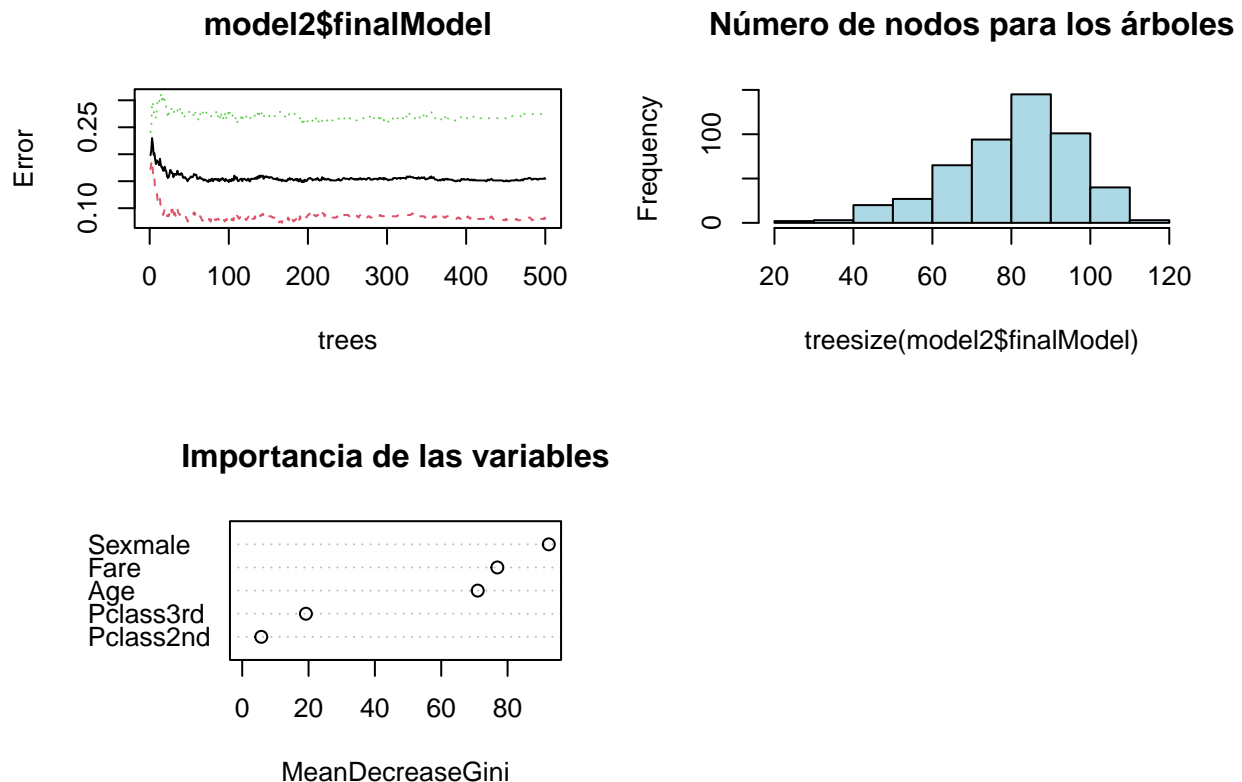 model2$finalModel
Error
0.10
0.25
0 100 200 300 400 500
trees
Número de nodos para los árboles
Frequency
0
100
20 40 60 80 100 120
treesize(model2$finalModel)
Importancia de las variables
Sexmale
Fare
Age
Pclass3rd
Pclass2nd
0 20 40 60 80
MeanDecreaseGini